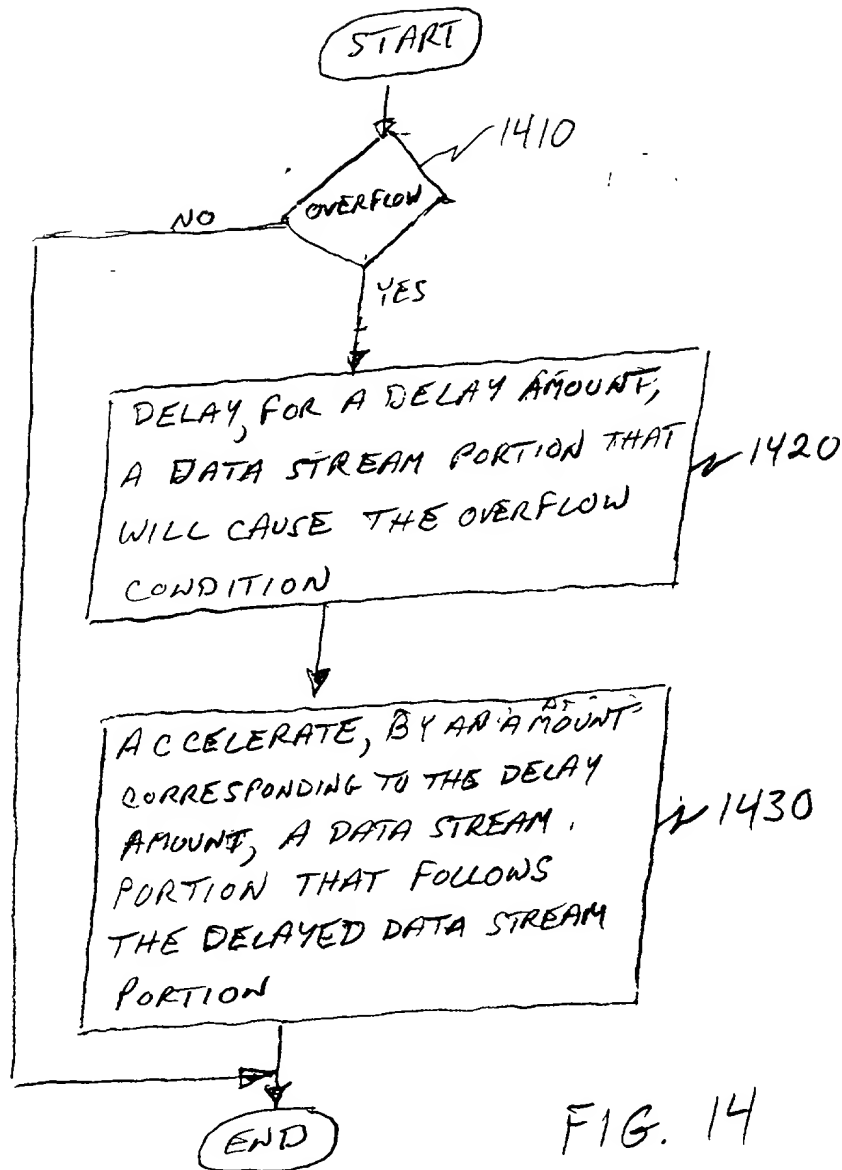 START
1410
OVERFLOW
NO
YES
DELAY, FOR A DELAY AMOUNT,
A DATA STREAM PORTION THAT
WILL CAUSE THE OVERFLOW
CONDITION
1420
ACCELERATE, BY AN AMOUNT
CORRESPONDING TO THE DELAY
AMOUNT, A DATA STREAM
PORTION THAT FOLLOWS
THE DELAYED DATA STREAM
PORTION
1430
END
FIG. 14